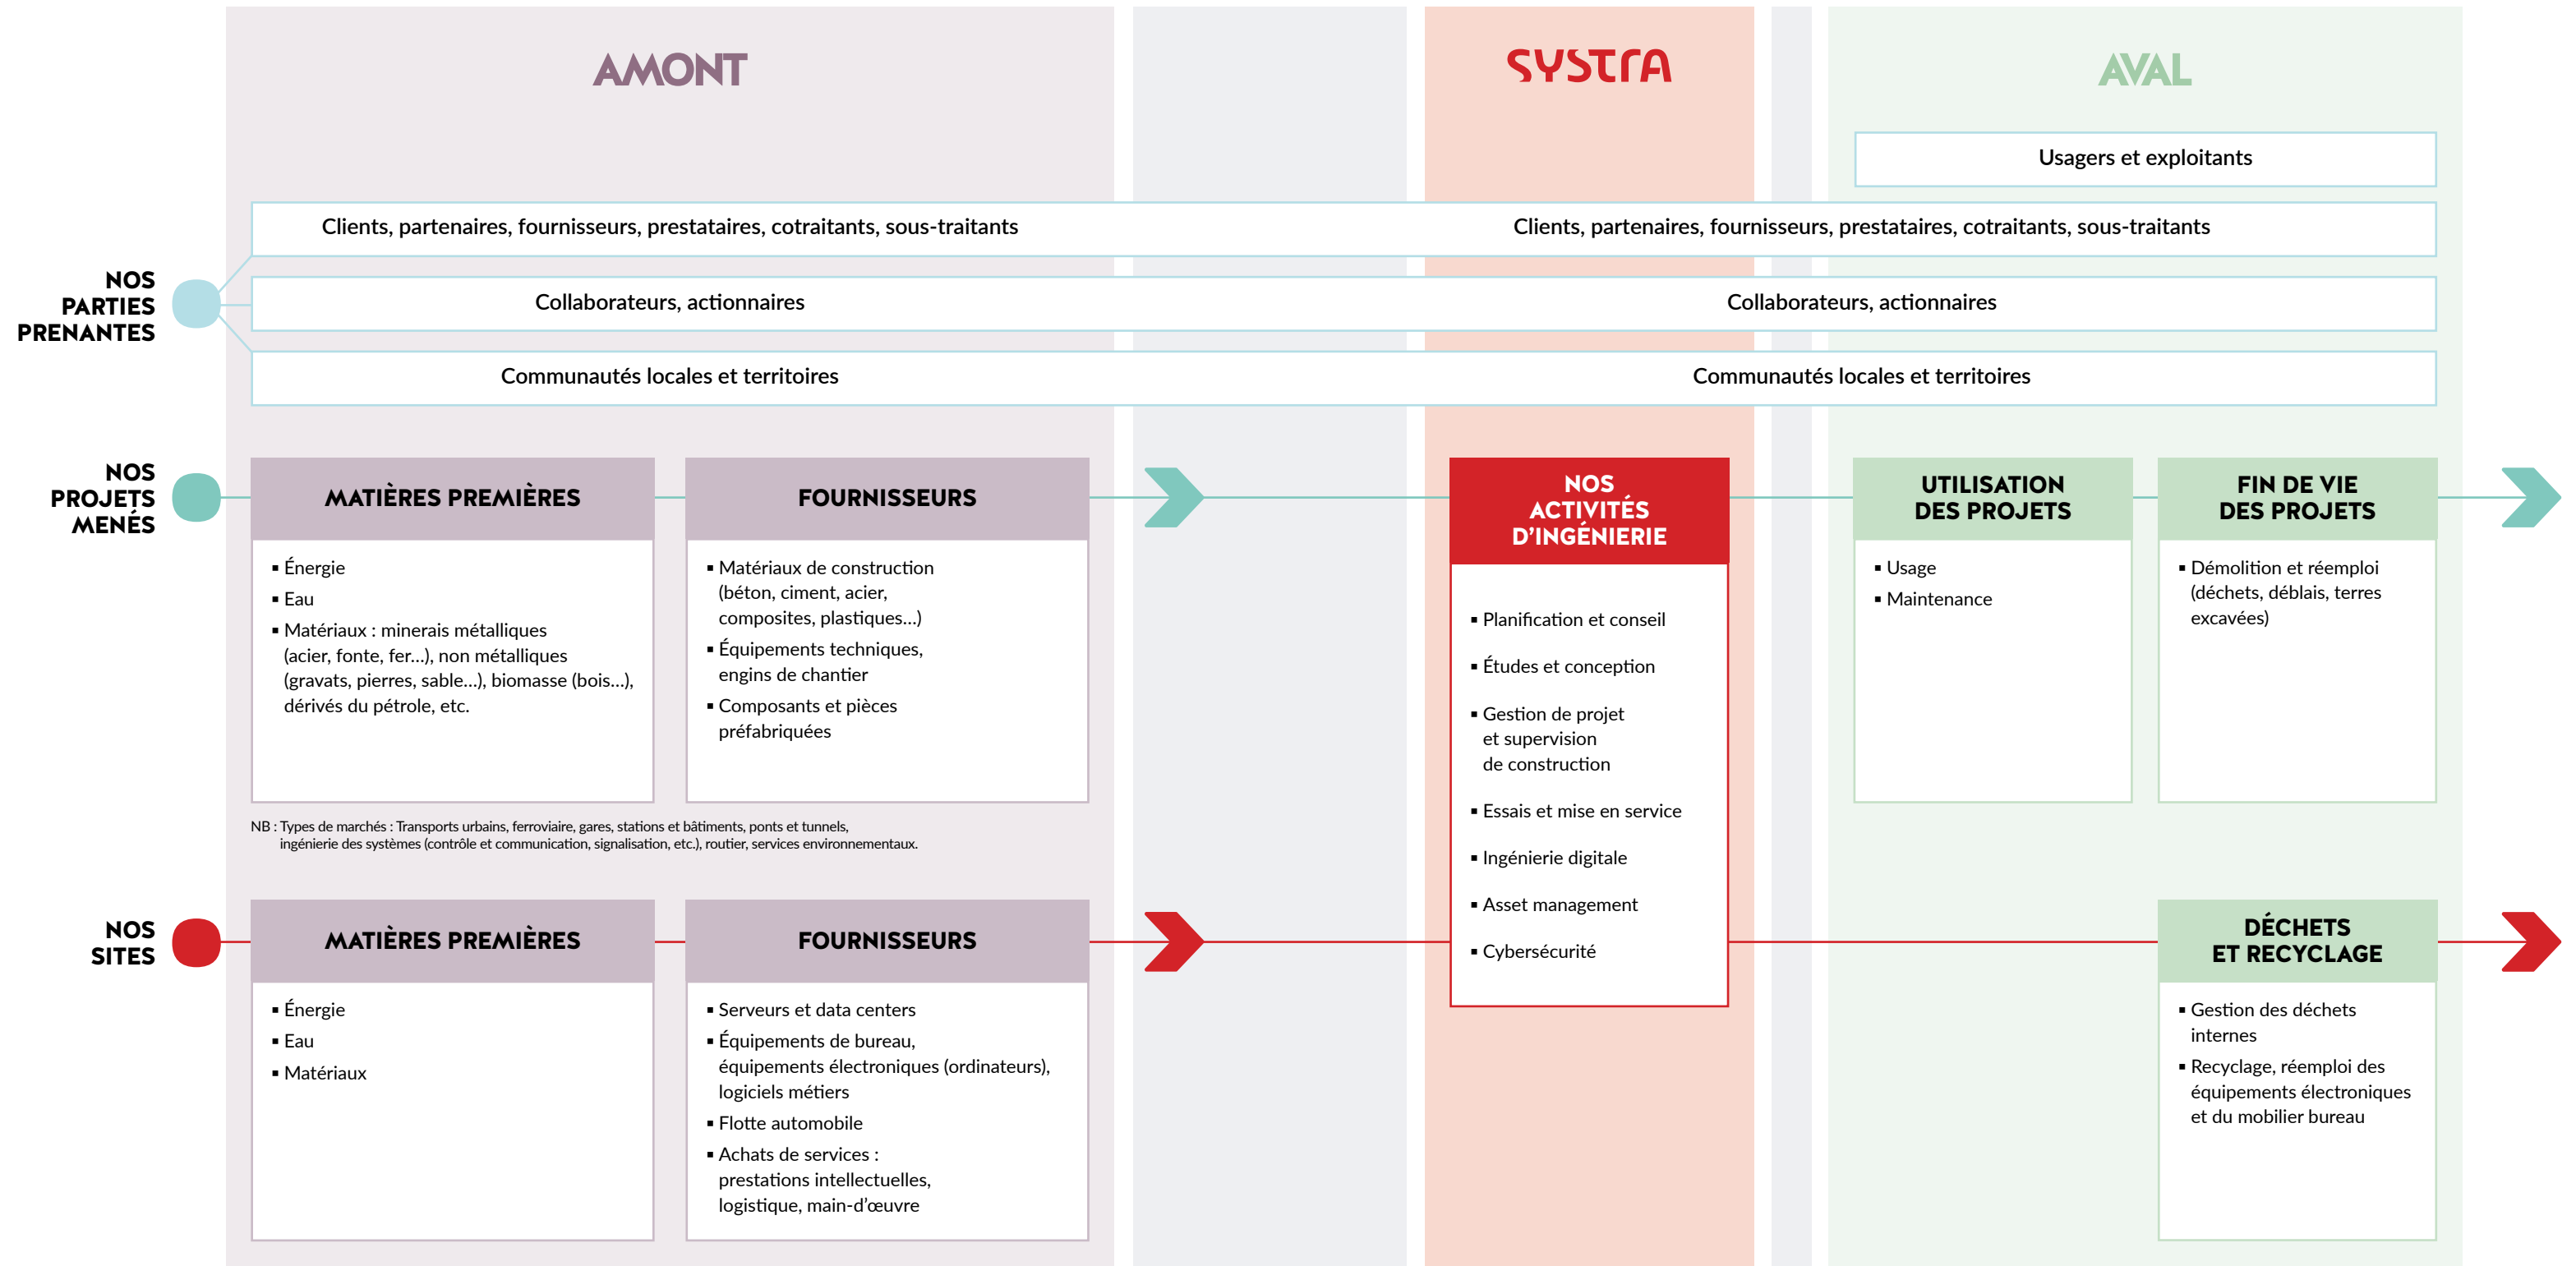 AMONT
SYSTRA
AVAL
Usagers et exploitants
Clients, partenaires, fournisseurs, prestataires, cotraitants, sous-traitants
Clients, partenaires, fournisseurs, prestataires, cotraitants, sous-traitants
NOS
PARTIES
PRENANTES
Collaborateurs, actionnaires
Collaborateurs, actionnaires
Communautés locales et territoires
Communautés locales et territoires
NOS
PROJETS
MENÉS
MATIÈRES PREMIÈRES
▪ Énergie
▪ Eau
▪ Matériaux : minerais métalliques
(acier, fonte, fer...), non métalliques
(gravats, pierres, sable...), biomasse (bois...),
dérivés du pétrole, etc.
FOURNISSEURS
▪ Matériaux de construction
(béton, ciment, acier,
composites, plastiques...)
▪ Équipements techniques,
engins de chantier
▪ Composants et pièces
préfabriquées
NOS
ACTIVITÉS
D'INGÉNIERIE
▪ Planification et conseil
▪ Études et conception
▪ Gestion de projet
et supervision
de construction
▪ Essais et mise en service
▪ Ingénierie digitale
▪ Asset management
▪ Cybersécurité
UTILISATION
DES PROJETS
▪ Usage
▪ Maintenance
FIN DE VIE
DES PROJETS
▪ Démolition et réemploi
(déchets, déblais, terres
excavées)
NB : Types de marchés : Transports urbains, ferroviaire, gares, stations et bâtiments, ponts et tunnels,
ingénierie des systèmes (contrôle et communication, signalisation, etc.), routier, services environnementaux.
NOS
SITES
MATIÈRES PREMIÈRES
▪ Énergie
▪ Eau
▪ Matériaux
FOURNISSEURS
▪ Serveurs et data centers
▪ Équipements de bureau,
équipements électroniques (ordinateurs),
logiciels métiers
▪ Flotte automobile
▪ Achats de services :
prestations intellectuelles,
logistique, main-d'œuvre
DÉCHETS
ET RECYCLAGE
▪ Gestion des déchets
internes
▪ Recyclage, réemploi des
équipements électroniques
et du mobilier bureau